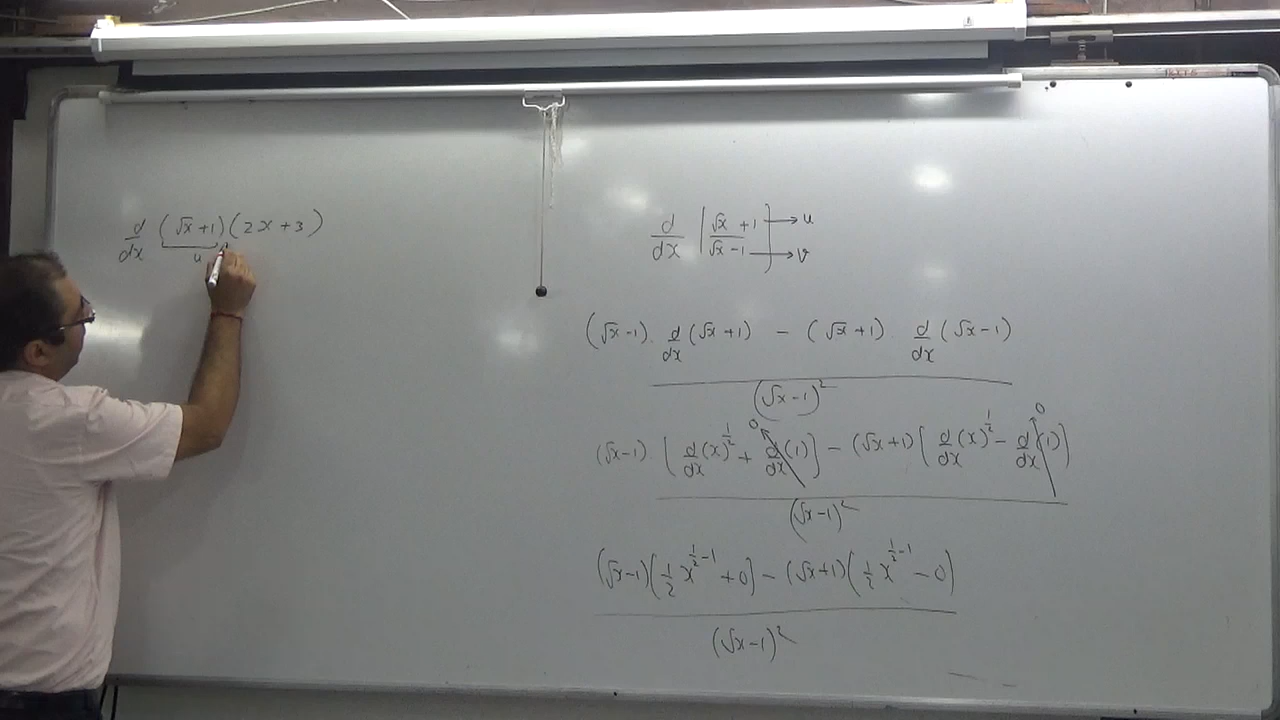 d/dx (√x + 1)(2x + 3)
u
d/dx [(√x + 1)/(√x − 1)] → u → v
(√x − 1) . d/dx (√x + 1) − (√x + 1) d/dx (√x − 1)
(√x − 1)²
(√x − 1) [d/dx (x)^½ + d/dx (1)] − (√x + 1) [d/dx (x)^½ − d/dx (1)]
0 0
(√x − 1)²
(√x − 1)(½ x^(½ − 1) + 0) − (√x + 1)(½ x^(½ − 1) − 0)
(√x − 1)²